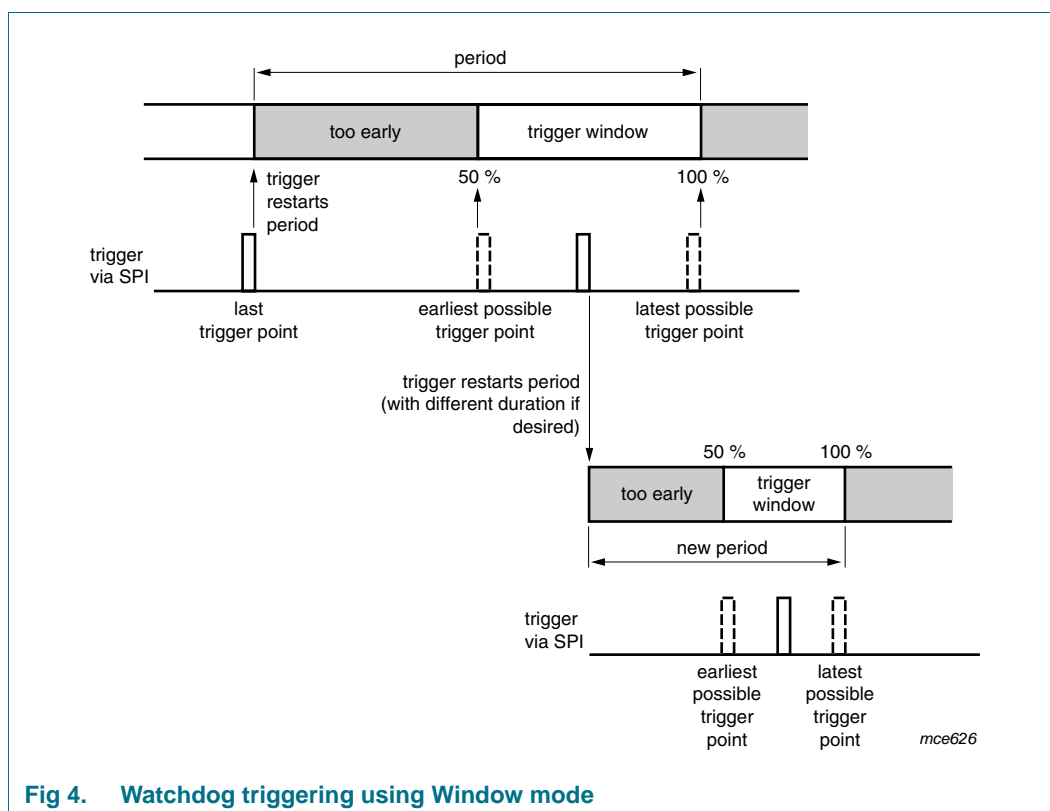 period
too early
trigger window
trigger
restarts
period
50 %
100 %
trigger
via SPI
last
trigger point
earliest possible
trigger point
latest possible
trigger point
trigger restarts period
(with different duration if
desired)
50 %
100 %
too early
trigger
window
new period
trigger
via SPI
earliest
possible
trigger
point
latest
possible
trigger
point
mce626
Fig 4. Watchdog triggering using Window mode